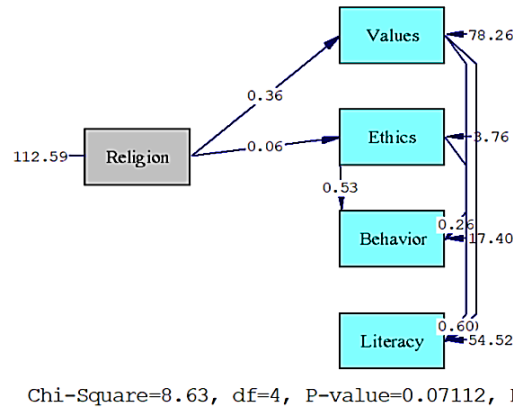 Values
78.26
0.36
Ethics
3.76
0.06
112.59
Religion
0.53
0.26
Behavior
17.40
0.60
Literacy
54.52
Chi-Square=8.63, df=4, P-value=0.07112,